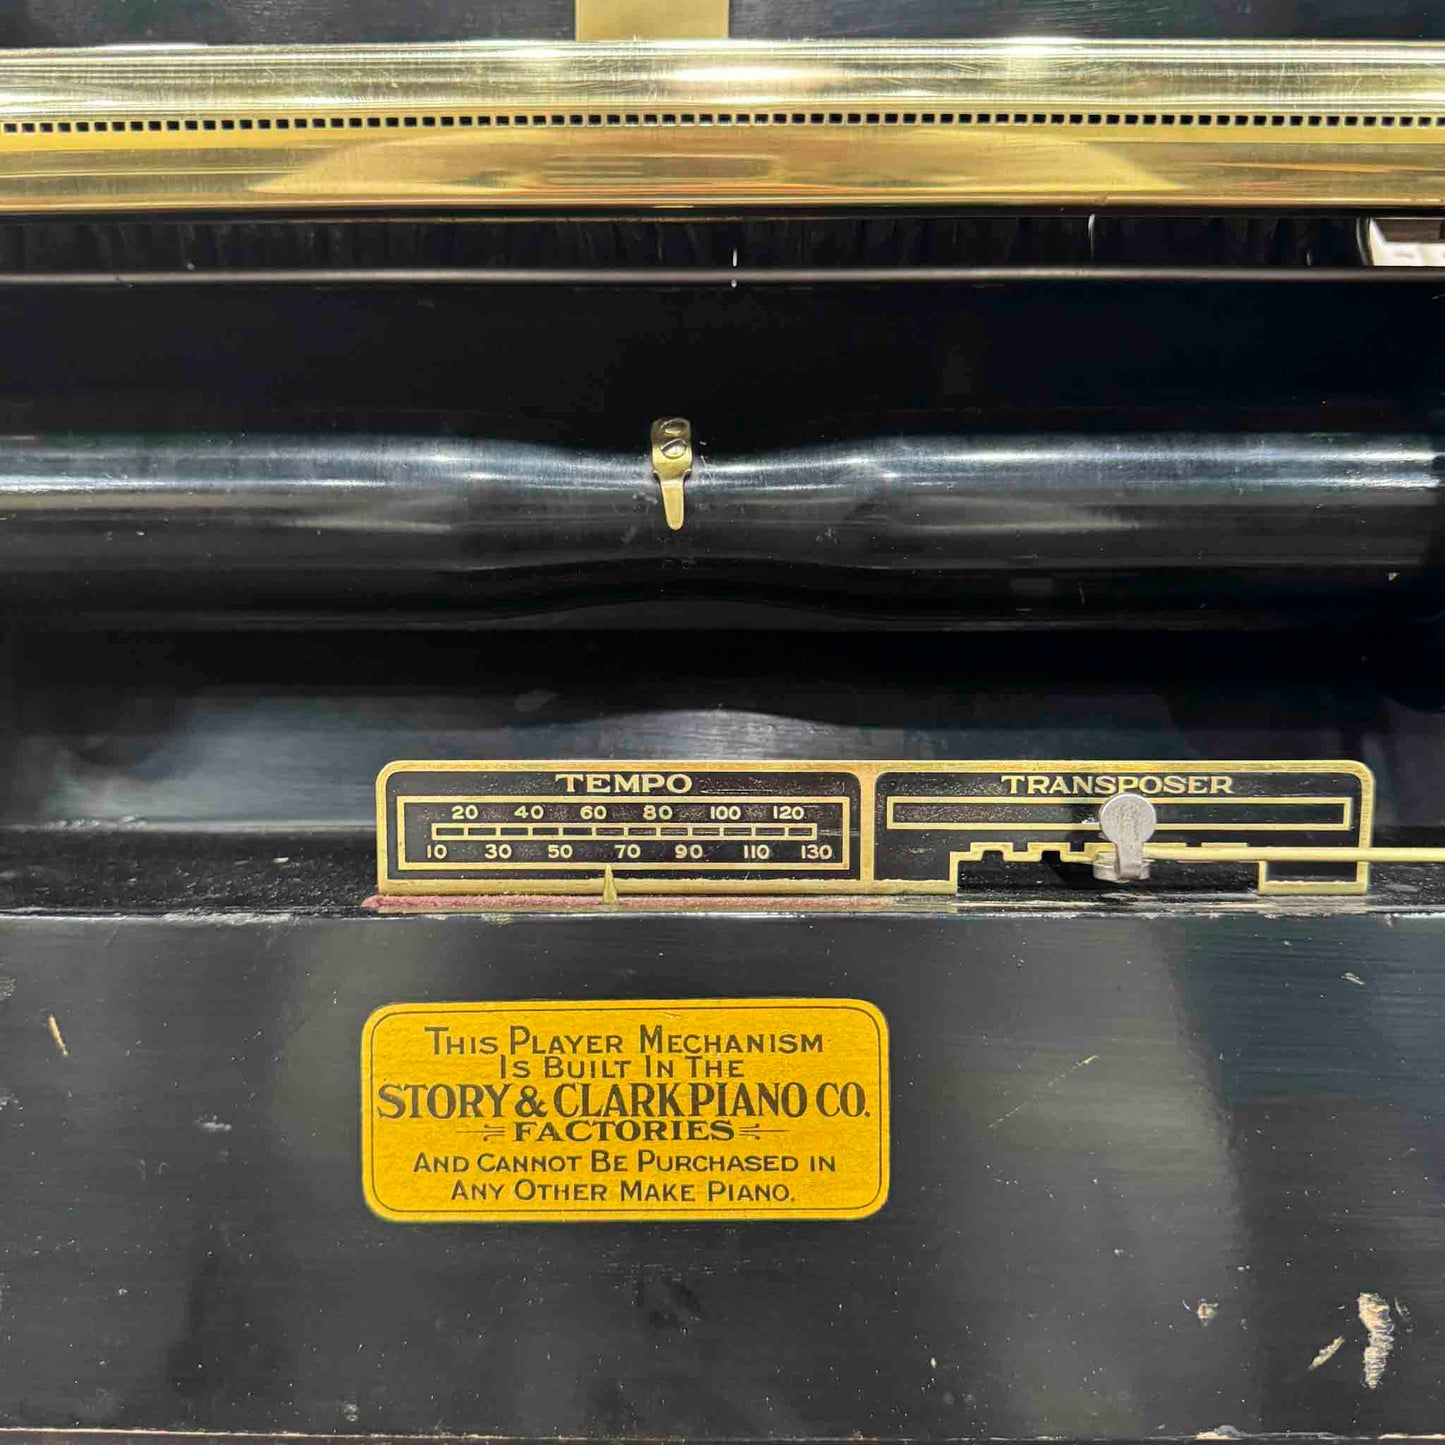 TEMPO
20 40 60 80 100 120
10 30 50 70 90 110 130
TRANSPOSER
THIS PLAYER MECHANISM
IS BUILT IN THE
STORY & CLARK PIANO CO.
FACTORIES
AND CANNOT BE PURCHASED IN
ANY OTHER MAKE PIANO.